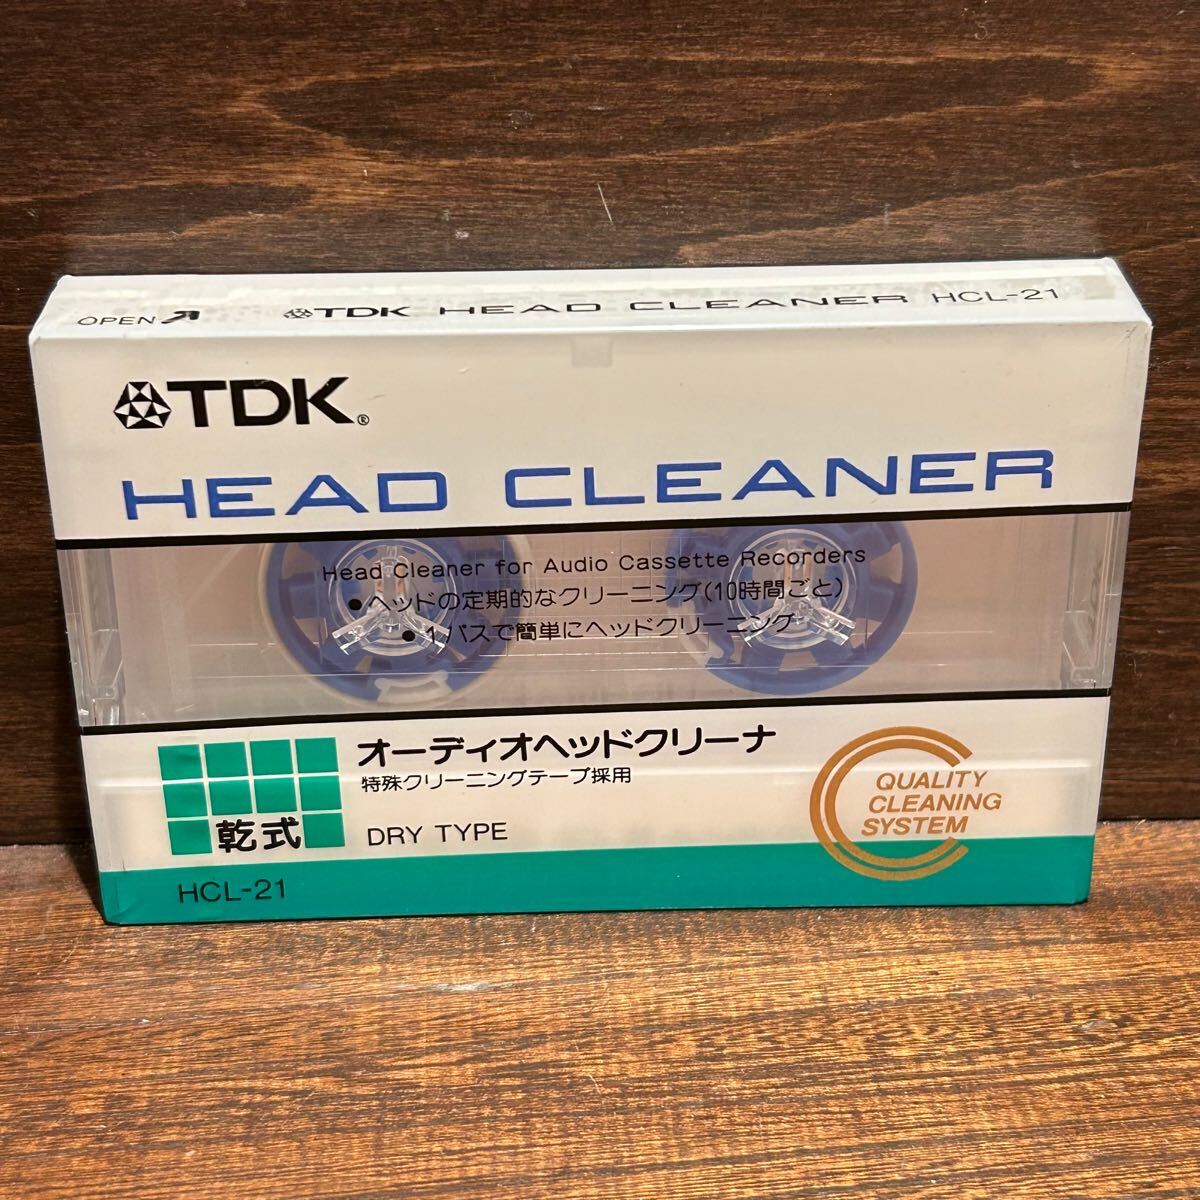 OPEN TDK HEAD CLEANER HCL-21
TDK®
HEAD CLEANER
Head Cleaner for Audio Cassette Recorders
●ヘッドの定期的なクリーニング(10時間ごと)
●1パスで簡単にヘッドクリーニング
オーディオヘッドクリーナ
特殊クリーニングテープ採用
乾式
DRY TYPE
QUALITY
CLEANING
SYSTEM
HCL-21